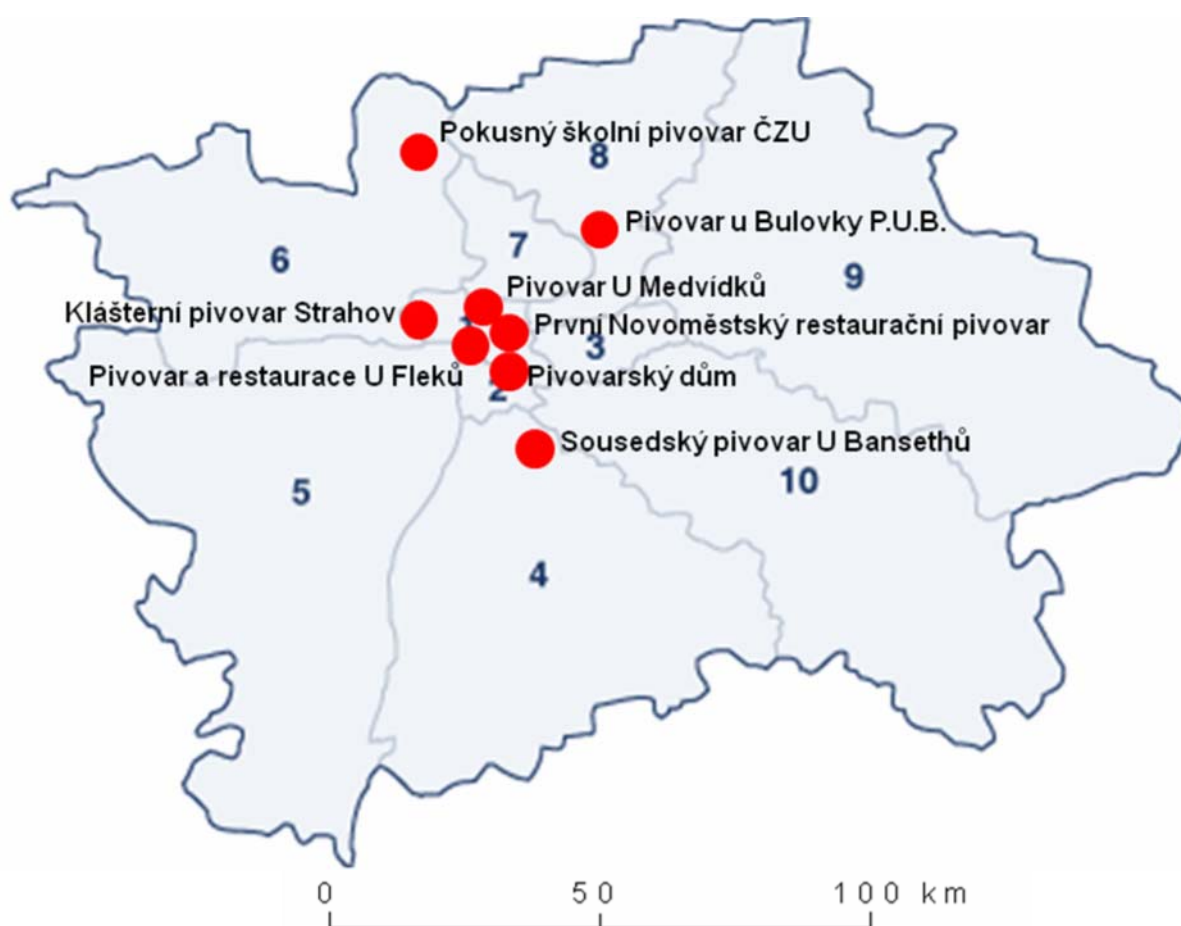 Pokusný školní pivovar ČZU
8
Pivovar u Bulovky P.U.B.
7
6
9
Pivovar U Medvídků
Klášterní pivovar Strahov
1
První Novoměstský restaurační pivovar
3
Pivovar a restaurace U Fleků
Pivovarský dům
2
Sousedský pivovar U Bansethů
10
5
4
0 50 100 km